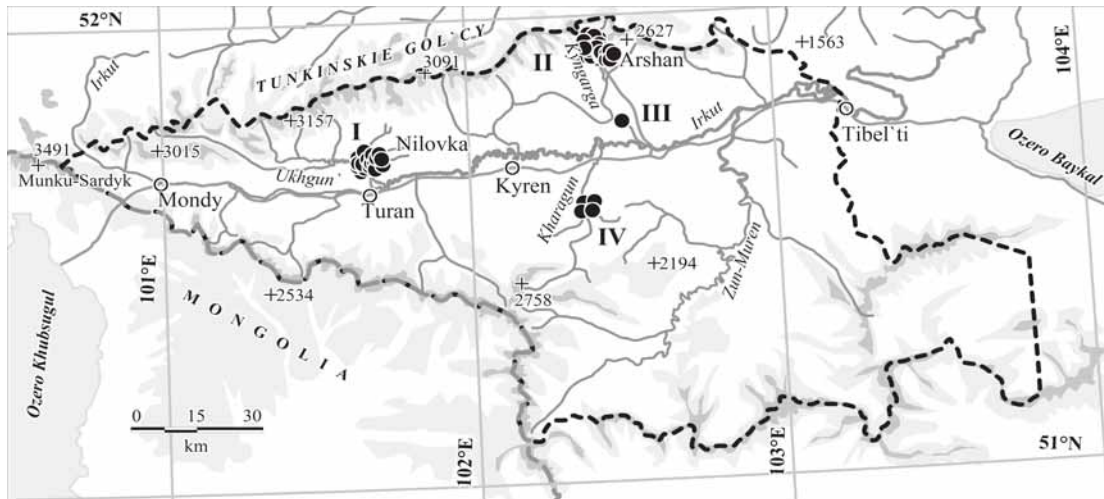 52°N
104°E
Irkut
TUNKINSKIE GOL`CY
3091
II
Kyngarga
2627
Arshan
1563
3157
III
Irkut
Tibel`ti
Ozero Baykal
3491
Munku-Sardyk
3015
I
Nilovka
Ukhgun`
Mondy
Turan
Kyren
Kharagun
IV
Zun-Muren
101°E
2534
2194
2758
MONGOLIA
Ozero Khubsugul
0 15 30
km
102°E
103°E
51°N